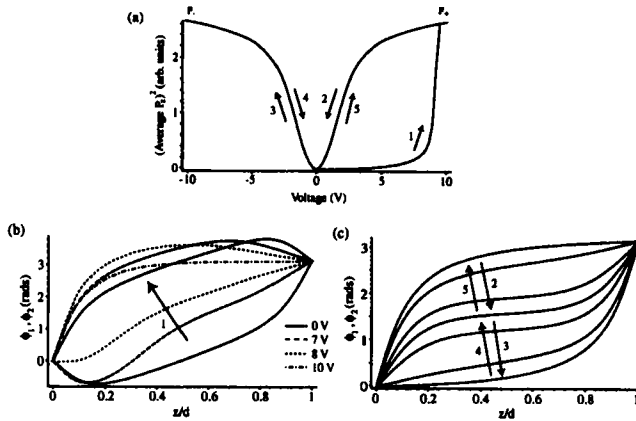 (a)
P- P+
(Average Pz)² (arb. units)
2
1
0
3 4 2 5 1
-10 -5 0 5 10
Voltage (V)
(b)
ϕ1, ϕ2 (rads)
3
2
1
0
1
0 V
7 V
8 V
10 V
0 0.2 0.4 0.6 0.8 1
z/d
(c)
ϕ1, ϕ2 (rads)
3
2
1
0
5 2
4 3
0 0.2 0.4 0.6 0.8 1
z/d